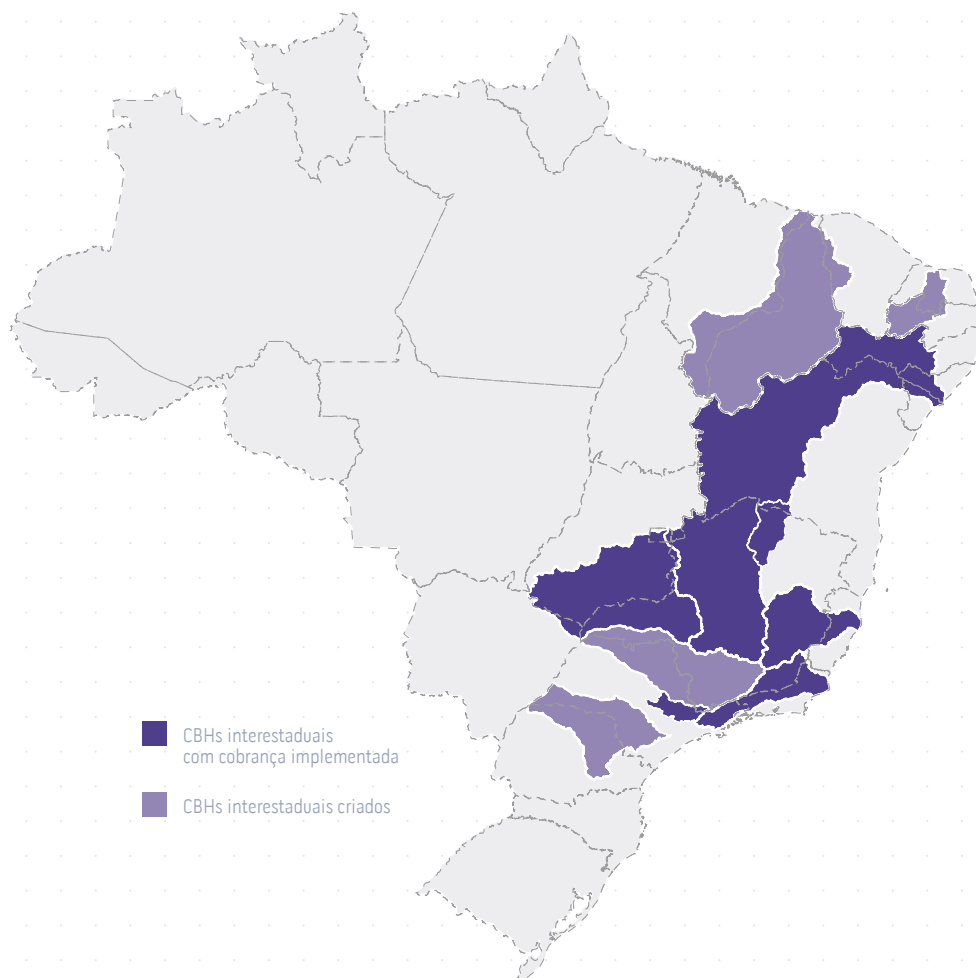 CBHs interestaduais
com cobrança implementada
CBHs interestaduais criados